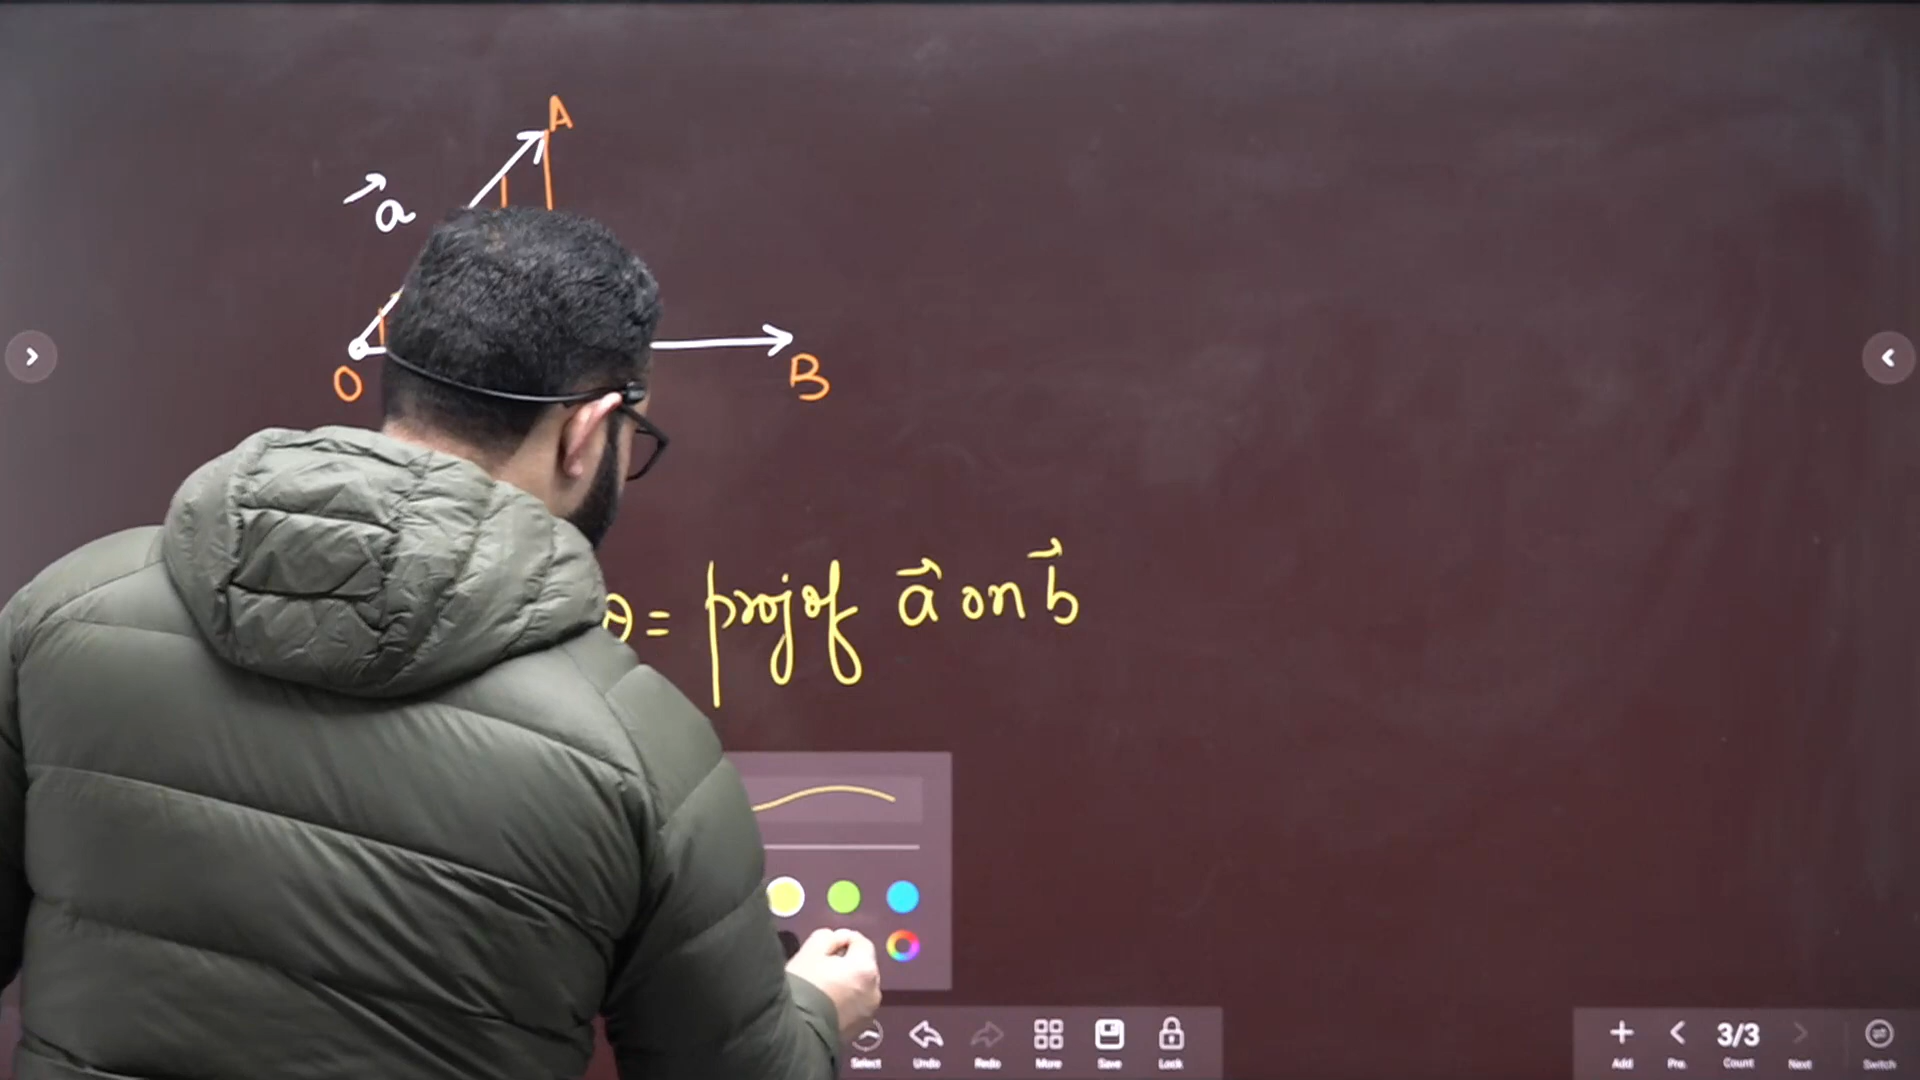 A
→a
O
B
θ = proj of a⃗ on b⃗
Select Undo Redo More Save Lock
Add Pre. 3/3 Count Next Switch